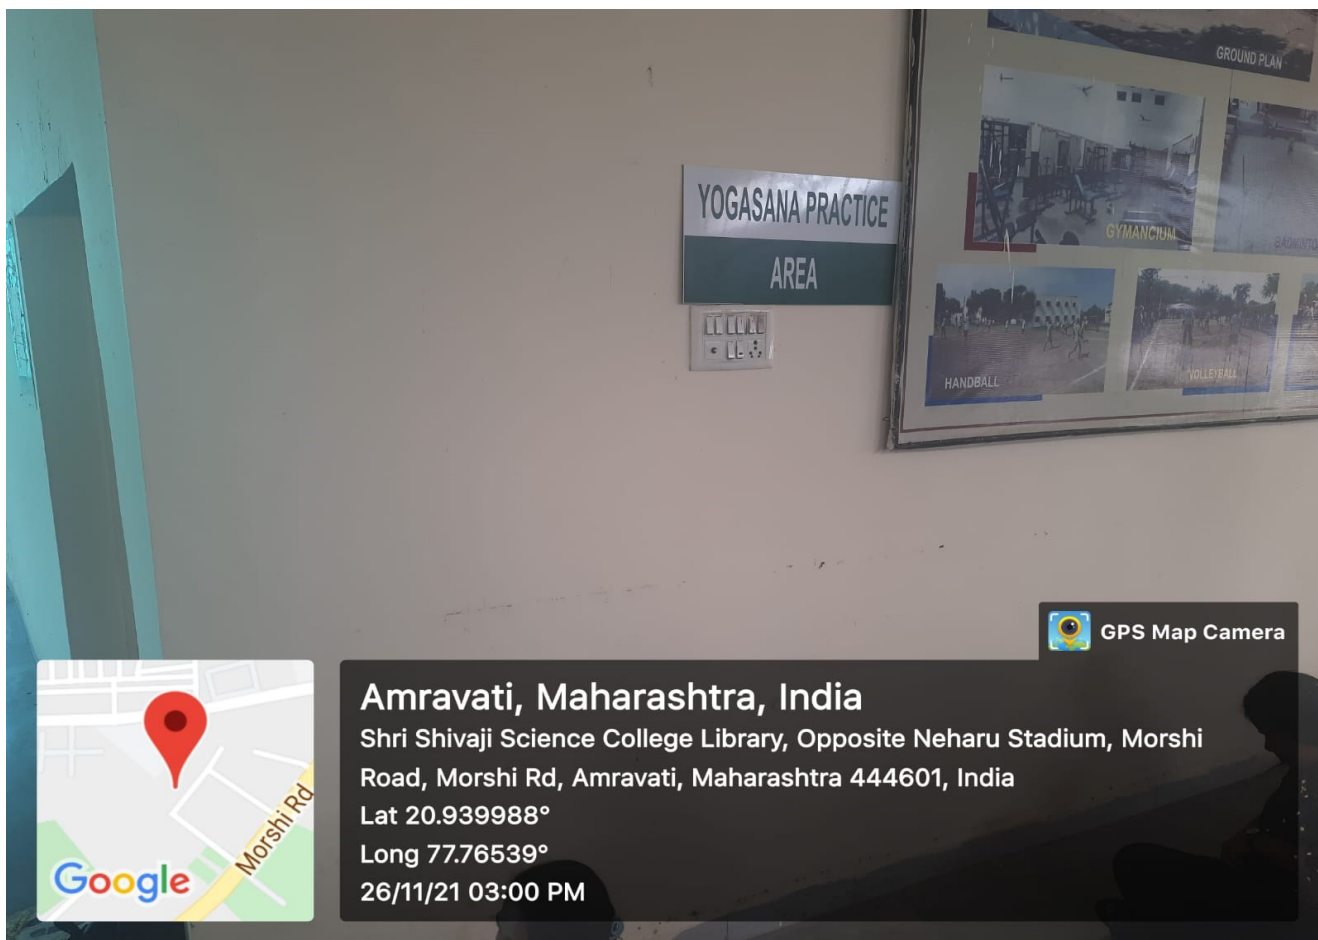 GROUND PLAN
YOGASANA PRACTICE
AREA
GYMANCIUM
BADMINTO
HANDBALL
VOLLEYBALL
GPS Map Camera
Amravati, Maharashtra, India
Shri Shivaji Science College Library, Opposite Neharu Stadium, Morshi
Road, Morshi Rd, Amravati, Maharashtra 444601, India
Lat 20.939988°
Long 77.76539°
26/11/21 03:00 PM
Morshi Rd
Google